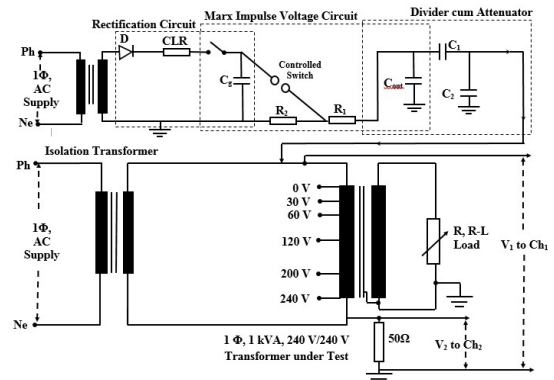 Rectification Circuit
Marx Impulse Voltage Circuit
Divider cum Attenuator
Ph
D
CLR
1Φ,
AC
Supply
Ne
Cg
Controlled
Switch
R2
R1
Cout
C1
C2
Isolation Transformer
Ph
1Φ,
AC
Supply
Ne
0 V
30 V
60 V
120 V
200 V
240 V
R, R-L
Load
V1 to Ch1
1 Φ, 1 kVA, 240 V/240 V
Transformer under Test
50Ω
V2 to Ch2